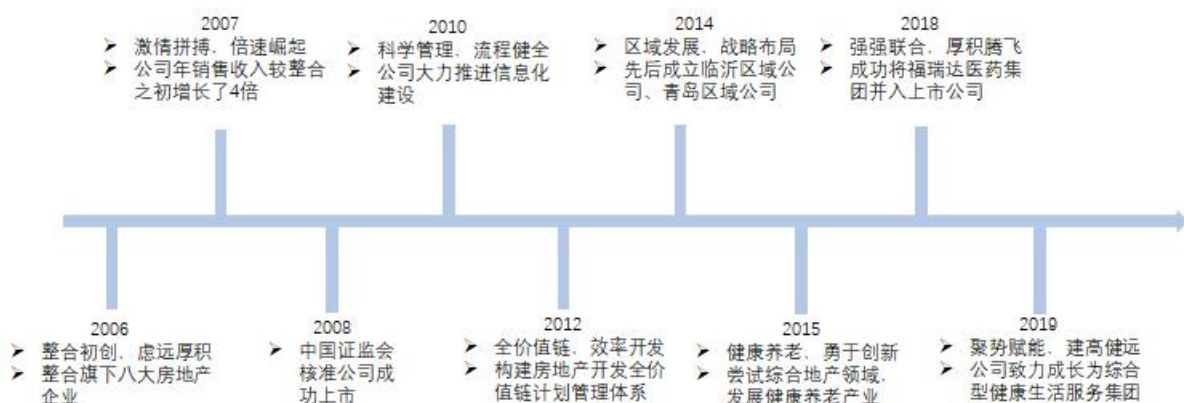 2007
➢ 激情拼搏、倍速崛起
➢ 公司年销售收入较整合
之初增长了4倍
2010
➢ 科学管理、流程健全
➢ 公司大力推进信息化
建设
2014
➢ 区域发展、战略布局
➢ 先后成立临沂区域公
司、青岛区域公司
2018
➢ 强强联合、厚积腾飞
➢ 成功将福瑞达医药集
团并入上市公司
2006
➢ 整合初创、虑远厚积
➢ 整合旗下八大房地产
企业
2008
➢ 中国证监会
核准公司成
功上市
2012
➢ 全价值链、效率开发
➢ 构建房地产开发全价
值链计划管理体系
2015
➢ 健康养老、勇于创新
➢ 尝试综合地产领域、
发展健康养老产业
2019
➢ 聚势赋能、建高健远
➢ 公司致力成长为综合
型健康生活服务集团